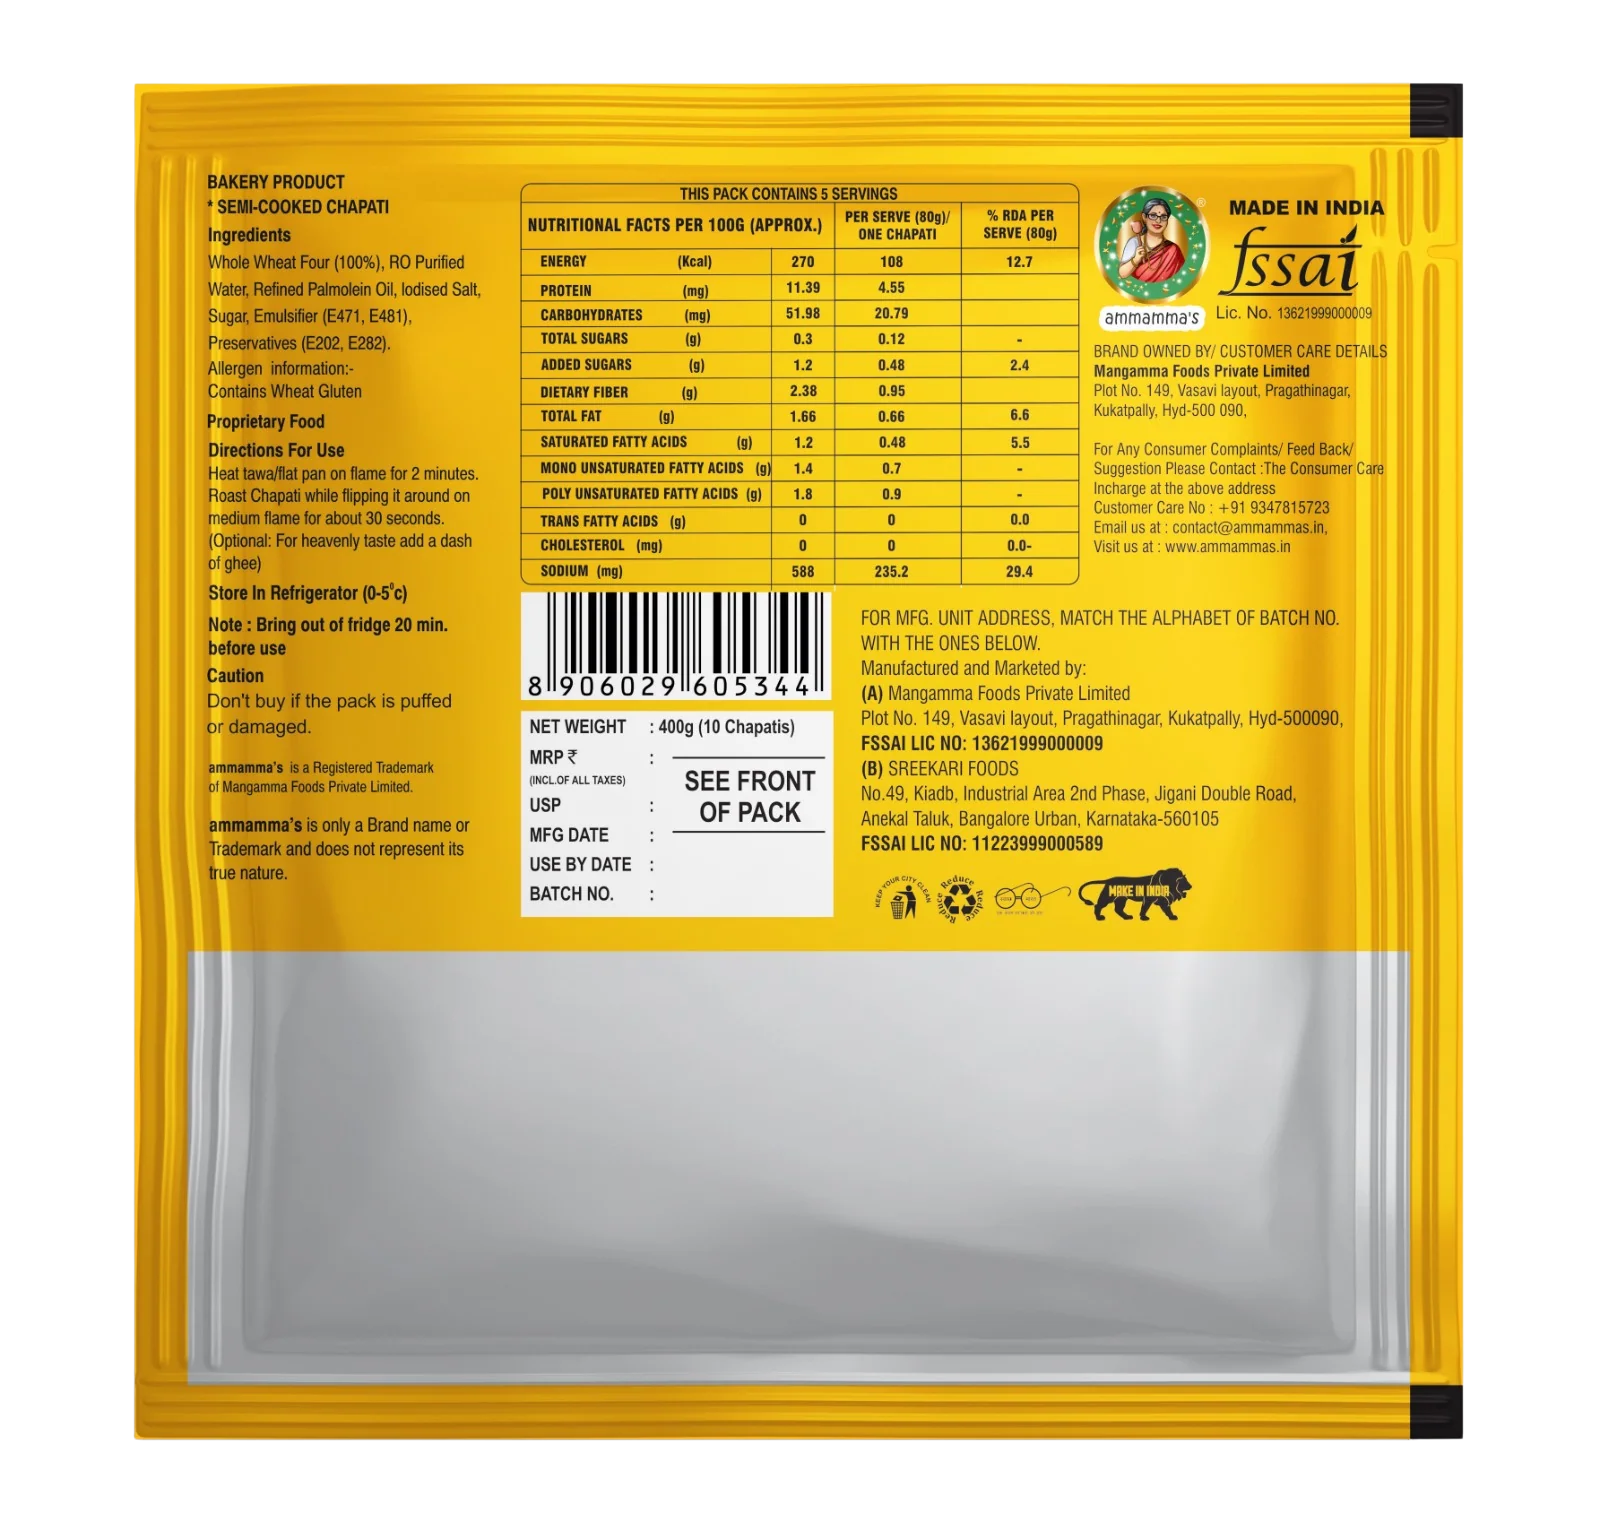 BAKERY PRODUCT
* SEMI-COOKED CHAPATI
Ingredients
Whole Wheat Four (100%), RO Purified
Water, Refined Palmolein Oil, Iodised Salt,
Sugar, Emulsifier (E471, E481),
Preservatives (E202, E282).
Allergen information:-
Contains Wheat Gluten
Proprietary Food
Directions For Use
Heat tawa/flat pan on flame for 2 minutes.
Roast Chapati while flipping it around on
medium flame for about 30 seconds.
(Optional: For heavenly taste add a dash
of ghee)
Store In Refrigerator (0-5⁰c)
Note : Bring out of fridge 20 min.
before use
Caution
Don't buy if the pack is puffed
or damaged.
ammamma's is a Registered Trademark
of Mangamma Foods Private Limited.
ammamma's is only a Brand name or
Trademark and does not represent its
true nature.
THIS PACK CONTAINS 5 SERVINGS
NUTRITIONAL FACTS PER 100G (APPROX.) PER SERVE (80g)/ ONE CHAPATI % RDA PER SERVE (80g)
ENERGY (Kcal) 270 108 12.7
PROTEIN (mg) 11.39 4.55
CARBOHYDRATES (mg) 51.98 20.79
TOTAL SUGARS (g) 0.3 0.12 -
ADDED SUGARS (g) 1.2 0.48 2.4
DIETARY FIBER (g) 2.38 0.95
TOTAL FAT (g) 1.66 0.66 6.6
SATURATED FATTY ACIDS (g) 1.2 0.48 5.5
MONO UNSATURATED FATTY ACIDS (g) 1.4 0.7 -
POLY UNSATURATED FATTY ACIDS (g) 1.8 0.9 -
TRANS FATTY ACIDS (g) 0 0 0.0
CHOLESTEROL (mg) 0 0 0.0-
SODIUM (mg) 588 235.2 29.4
8 906029 605344
NET WEIGHT : 400g (10 Chapatis)
MRP ₹ :
(INCL.OF ALL TAXES)
USP :
MFG DATE :
USE BY DATE :
BATCH NO. :
SEE FRONT
OF PACK
®
ammamma's
MADE IN INDIA
fssai
Lic. No. 13621999000009
BRAND OWNED BY/ CUSTOMER CARE DETAILS
Mangamma Foods Private Limited
Plot No. 149, Vasavi layout, Pragathinagar,
Kukatpally, Hyd-500 090,
For Any Consumer Complaints/ Feed Back/
Suggestion Please Contact :The Consumer Care
Incharge at the above address
Customer Care No : +91 9347815723
Email us at : contact@ammammas.in,
Visit us at : www.ammammas.in
FOR MFG. UNIT ADDRESS, MATCH THE ALPHABET OF BATCH NO.
WITH THE ONES BELOW.
Manufactured and Marketed by:
(A) Mangamma Foods Private Limited
Plot No. 149, Vasavi layout, Pragathinagar, Kukatpally, Hyd-500090,
FSSAI LIC NO: 13621999000009
(B) SREEKARI FOODS
No.49, Kiadb, Industrial Area 2nd Phase, Jigani Double Road,
Anekal Taluk, Bangalore Urban, Karnataka-560105
FSSAI LIC NO: 11223999000589
KEEP YOUR CITY CLEAN
Reduce Reduce Reduce
MAKE IN INDIA